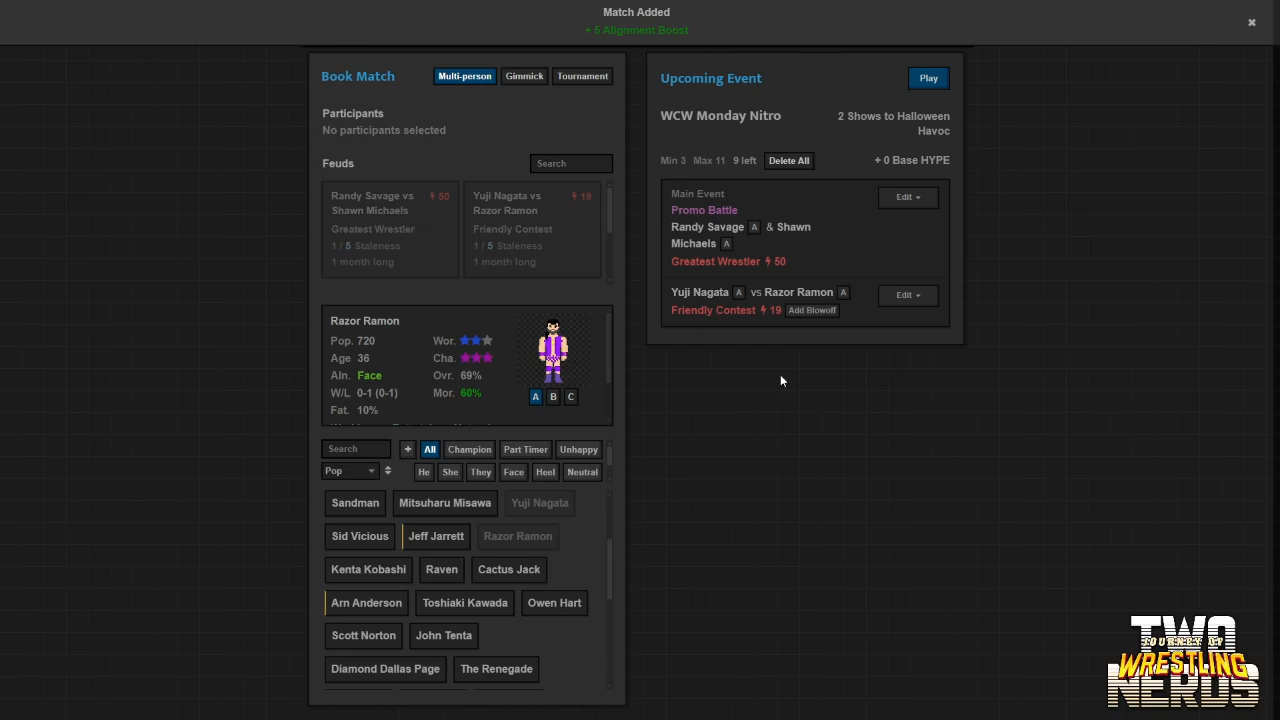 Match Added
+ 5 Alignment Boost
×
Book Match
Multi-person
Gimmick
Tournament
Participants
No participants selected
Feuds
Search
Randy Savage vs
Shawn Michaels
50
Greatest Wrestler
1 / 5 Staleness
1 month long
Yuji Nagata vs
Razor Ramon
19
Friendly Contest
1 / 5 Staleness
1 month long
Razor Ramon
Pop. 720
Wor.
Age 36
Cha.
Aln. Face
Ovr. 69%
W/L 0-1 (0-1)
Mor. 60%
Fat. 10%
A B C
Search
+
All
Champion
Part Timer
Unhappy
Pop
He
She
They
Face
Heel
Neutral
Sandman
Mitsuharu Misawa
Yuji Nagata
Sid Vicious
Jeff Jarrett
Razor Ramon
Kenta Kobashi
Raven
Cactus Jack
Arn Anderson
Toshiaki Kawada
Owen Hart
Scott Norton
John Tenta
Diamond Dallas Page
The Renegade
Upcoming Event
Play
WCW Monday Nitro
2 Shows to Halloween
Havoc
Min 3 Max 11 9 left
Delete All
+ 0 Base HYPE
Main Event
Edit
Promo Battle
Randy Savage A & Shawn
Michaels A
Greatest Wrestler 50
Yuji Nagata A vs Razor Ramon A
Edit
Friendly Contest 19 Add Blowoff
TWO
JOURNEY OF
WRESTLING
NERDS